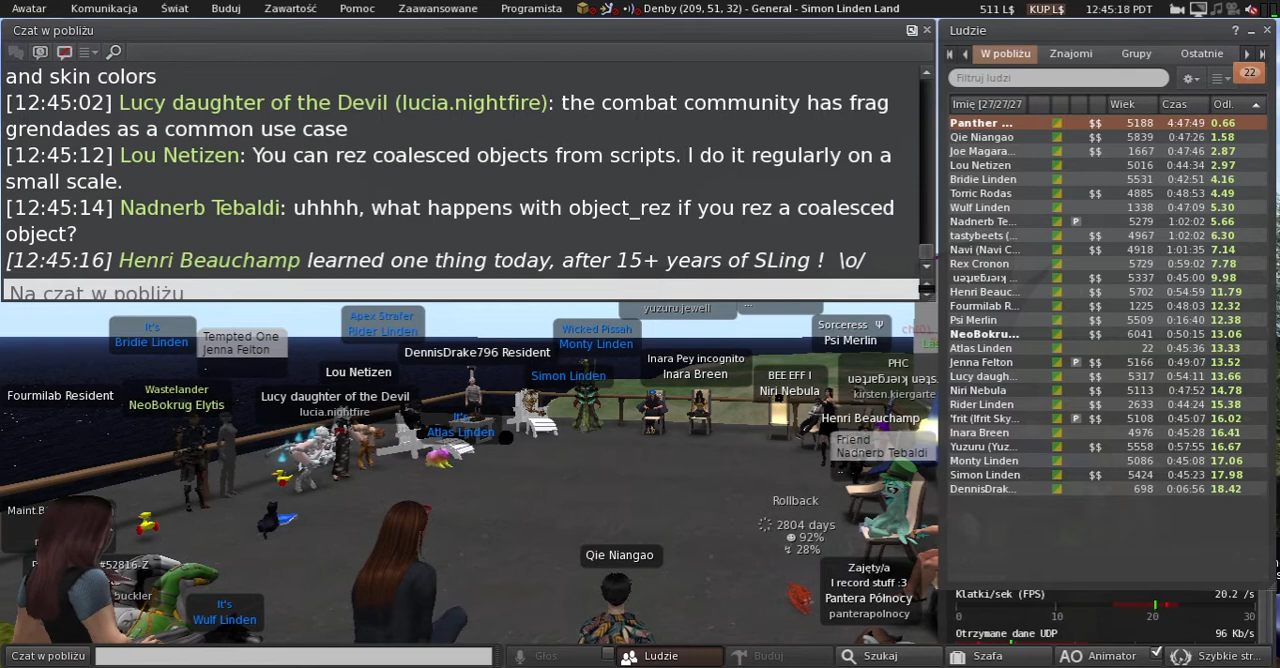 Awatar Komunikacja Świat Buduj Zawartość Pomoc Zaawansowane Programista Denby (209, 51, 32) - General - Simon Linden Land 511 L$ KUP L$ 12:45:18 PDT
Czat w pobliżu
and skin colors
[12:45:02] Lucy daughter of the Devil (lucia.nightfire): the combat community has frag
grendades as a common use case
[12:45:12] Lou Netizen: You can rez coalesced objects from scripts. I do it regularly on a
small scale.
[12:45:14] Nadnerb Tebaldi: uhhhh, what happens with object_rez if you rez a coalesced
object?
[12:45:16] Henri Beauchamp learned one thing today, after 15+ years of SLing ! \o/
Na czat w pobliżu
Ludzie
W pobliżu Znajomi Grupy Ostatnie
Filtruj ludzi
22
Imię [27/27/27 Wiek Czas Odl.
Panther ... $$ 5188 4:47:49 0.66
Qie Niangao $$ 5839 0:47:26 1.58
Joe Magara... $$ 1667 0:47:46 2.87
Lou Netizen 5016 0:44:34 2.97
Bridie Linden 5531 0:42:51 4.16
Torric Rodas $$ 4885 0:48:53 4.49
Wulf Linden 1338 0:47:09 5.30
Nadnerb Te... P 5279 1:02:02 5.66
tastybeets (... $$ 4967 1:02:01 6.30
Navi (Navi C... $$ 4918 1:01:35 7.14
Rex Cronon 5729 0:59:02 7.78
$$ 5337 0:45:00 9.98
Henri Beauc... $$ 5702 0:54:59 11.79
Fourmilab R... $$ 1225 0:48:03 12.32
Psi Merlin $$ 5509 0:16:40 12.38
NeoBokru... $$ 6041 0:50:15 13.06
Atlas Linden 22 0:45:36 13.33
Jenna Felton P $$ 5166 0:49:07 13.52
Lucy daugh... $$ 5317 0:54:11 13.66
Niri Nebula $$ 5113 0:47:52 14.78
Rider Linden $$ 2633 0:44:24 15.38
'frit (Ifrit Sky... P $$ 5108 0:45:07 16.02
Inara Breen 4976 0:45:28 16.41
Yuzuru (Yuz... $$ 5558 0:57:55 16.67
Monty Linden 5086 0:45:08 17.06
Simon Linden $$ 5424 0:45:23 17.98
DennisDrak... 698 0:06:56 18.42
yuzuru jewell
It's
Bridie Linden
Tempted One
Jenna Felton
Apex Strafer
Rider Linden
Wicked Pissah
Monty Linden
Sorceress Ψ
Psi Merlin
DennisDrake796 Resident
Lou Netizen
Simon Linden
Inara Pey incognito
Inara Breen
BEE EFF I
Niri Nebula
PHC
kirsten.kiergarte
Fourmilab Resident
Wastelander
NeoBokrug Elytis
Lucy daughter of the Devil
lucia.nightfire
It's
Atlas Linden
Henri Beauchamp
Friend
Nadnerb Tebaldi
Rollback
2804 days
92%
28%
Maint.B
#52816-Z
buckler
It's
Wulf Linden
Qie Niangao
Zajęty/a
I record stuff :3
Pantera Północy
panterapolnocy
Klatki/sek (FPS) 20.2 /s
0 10 20 30
Otrzymane dane UDP 96 Kb/s
Czat w pobliżu Głos Ludzie Buduj Szukaj Szafa AO Animator Szybkie str...